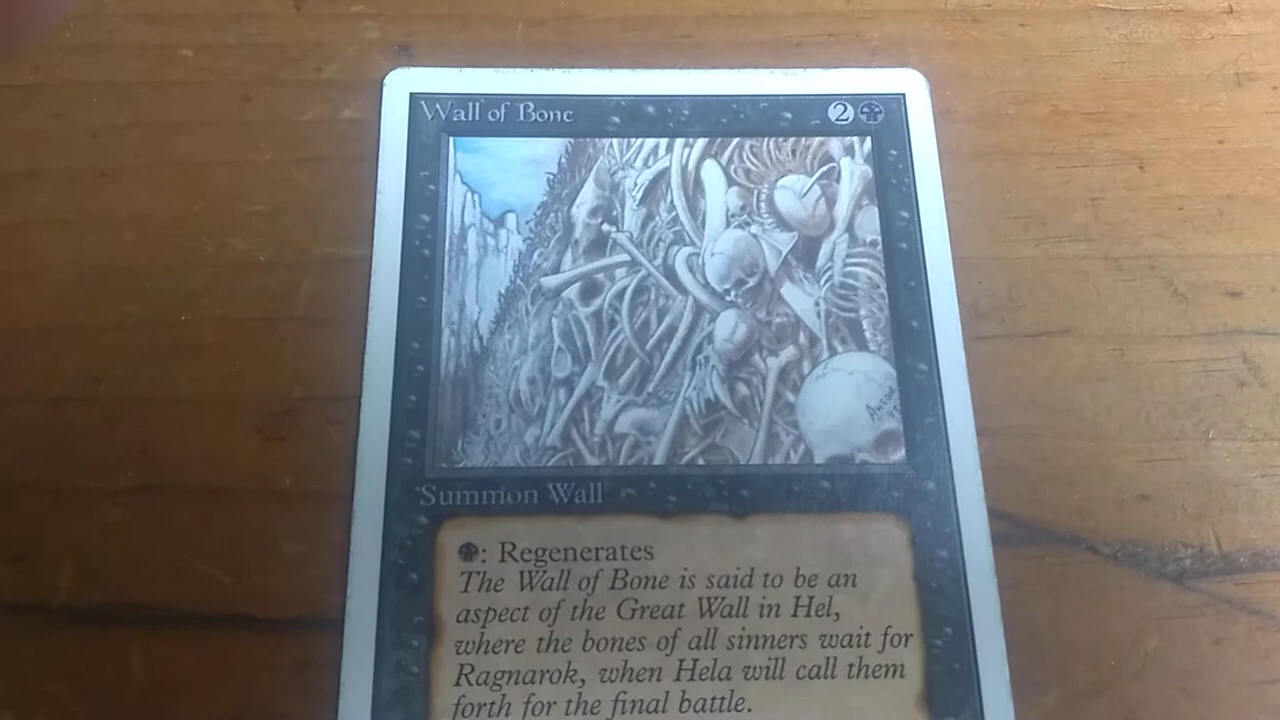 Wall of Bone 2
Summon Wall
: Regenerates
The Wall of Bone is said to be an
aspect of the Great Wall in Hel,
where the bones of all sinners wait for
Ragnarok, when Hela will call them
forth for the final battle.